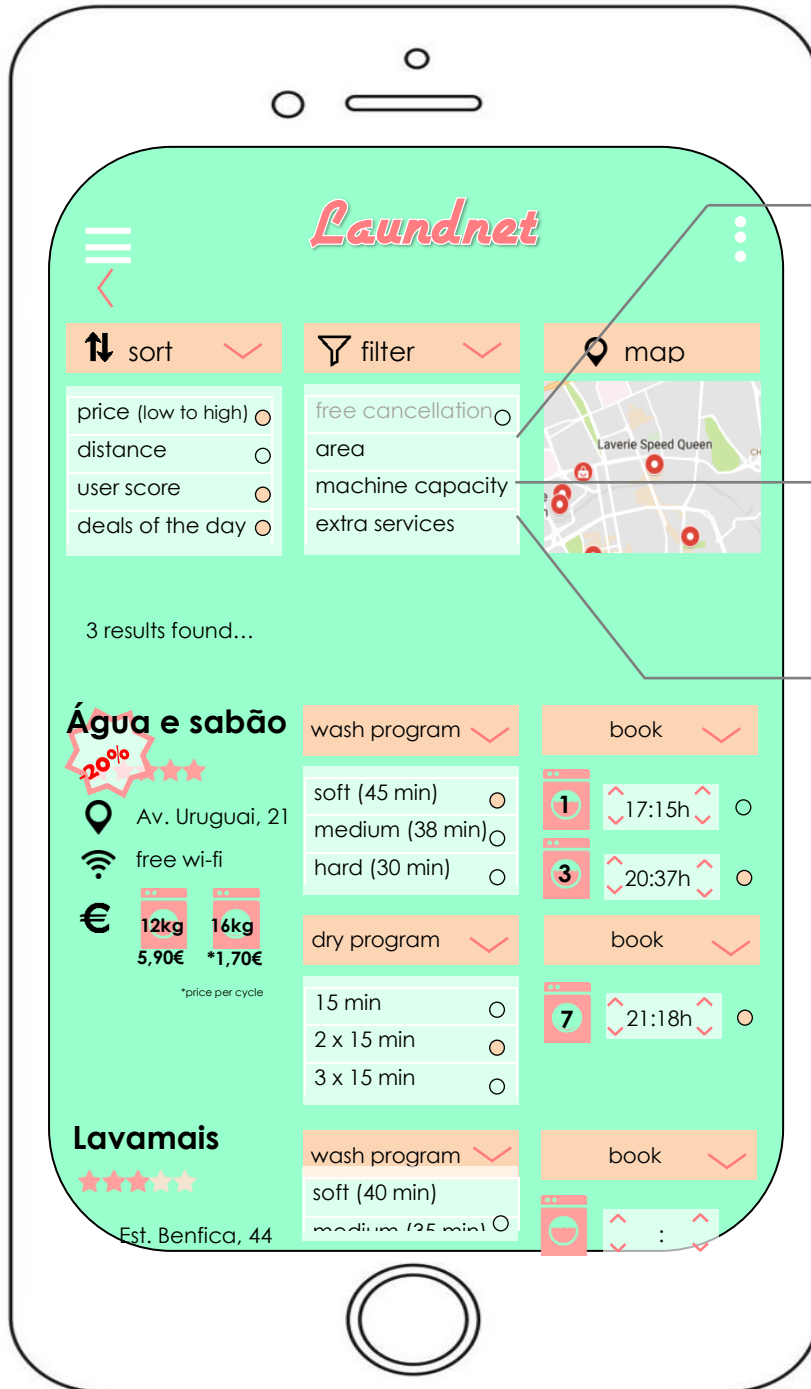 Laundnet
sort
filter
map
price (low to high)
distance
user score
deals of the day
free cancellation
area
machine capacity
extra services
Laverie Speed Queen
CH
3 results found...
Água e sabão
-20%
Av. Uruguai, 21
free wi-fi
€
12kg
16kg
5,90€
*1,70€
*price per cycle
wash program
soft (45 min)
medium (38 min)
hard (30 min)
book
1
17:15h
3
20:37h
dry program
15 min
2 x 15 min
3 x 15 min
book
7
21:18h
Lavamais
Est. Benfica, 44
wash program
soft (40 min)
medium (35 min)
book
: